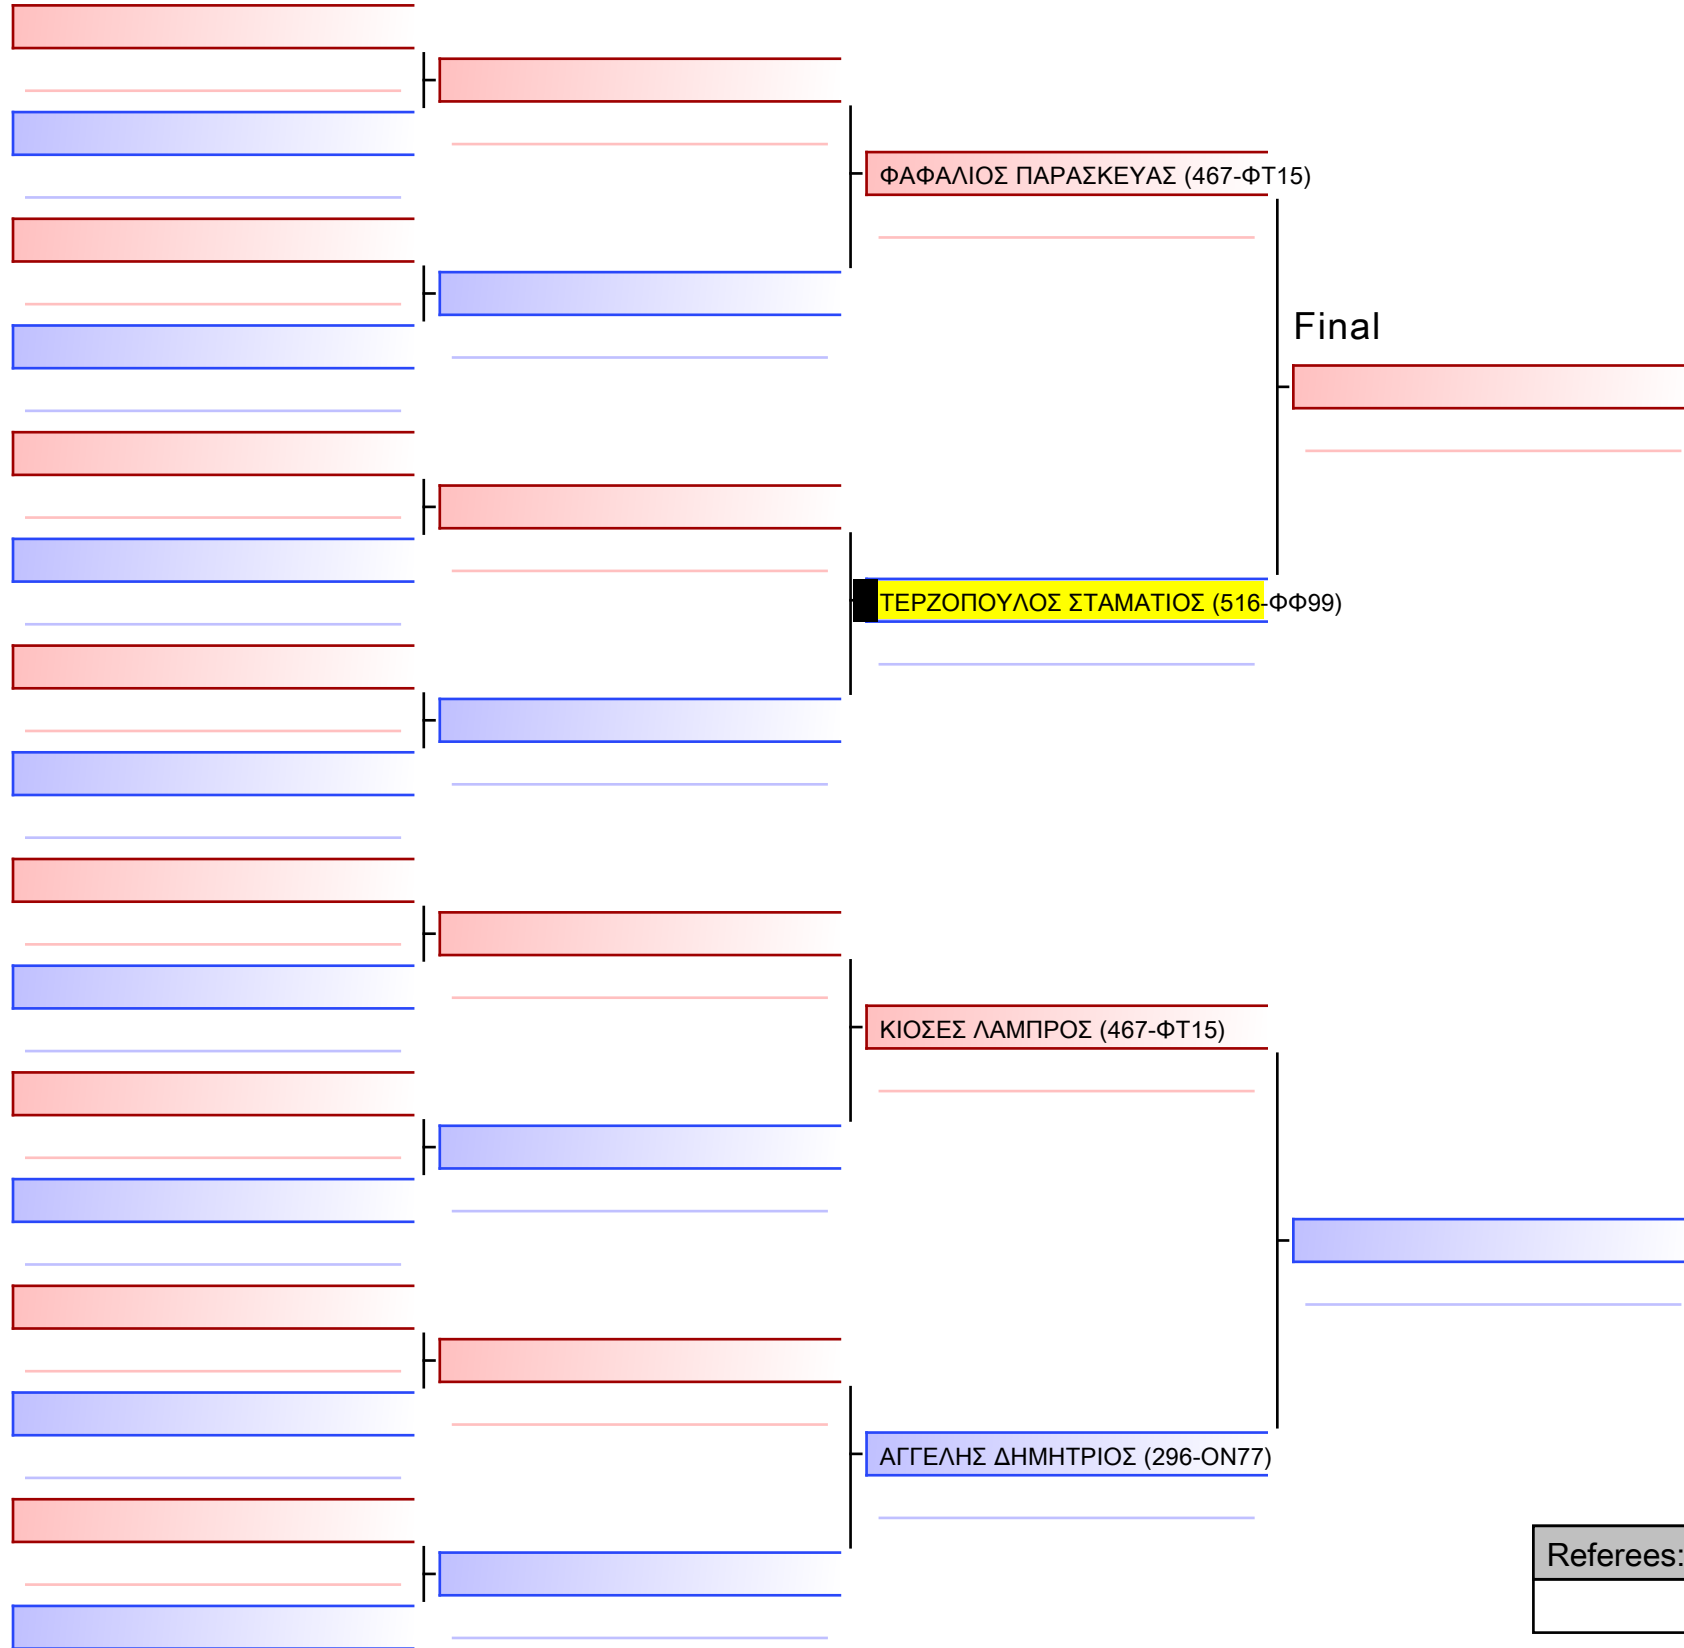 ΦΑΦΑΛΙΟΣ ΠΑΡΑΣΚΕΥΑΣ (467-ΦΤ15)
Final
ΤΕΡΖΟΠΟΥΛΟΣ ΣΤΑΜΑΤΙΟΣ (516-ΦΦ99)
ΚΙΟΣΕΣ ΛΑΜΠΡΟΣ (467-ΦΤ15)
ΑΓΓΕΛΗΣ ΔΗΜΗΤΡΙΟΣ (296-ΟΝ77)
Referees: